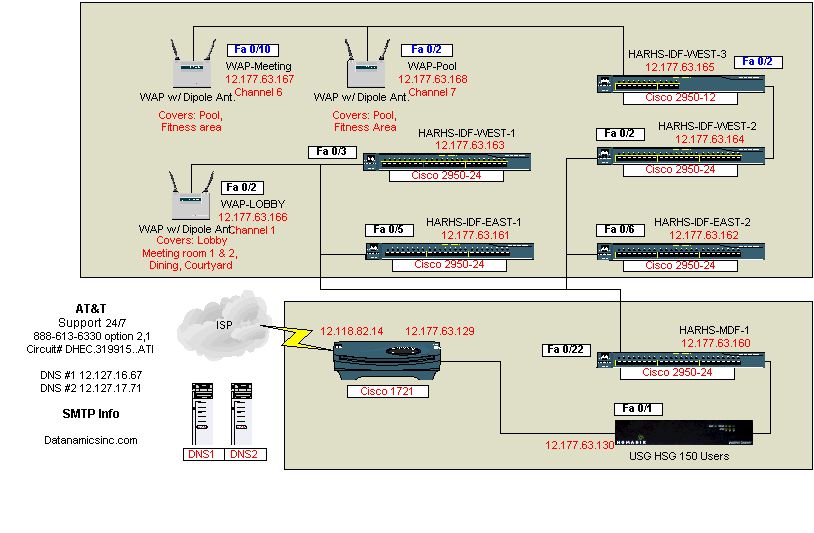 Fa 0/10
WAP-Meeting
12.177.63.167
Channel 6
WAP w/ Dipole Ant.
Covers: Pool,
Fitness area
Fa 0/2
WAP-Pool
12.177.63.168
Channel 7
WAP w/ Dipole Ant.
Covers: Pool,
Fitness Area
HARHS-IDF-WEST-3
12.177.63.165
Fa 0/2
Cisco 2950-12
HARHS-IDF-WEST-1
12.177.63.163
Fa 0/3
Cisco 2950-24
HARHS-IDF-WEST-2
12.177.63.164
Fa 0/2
Cisco 2950-24
Fa 0/2
WAP-LOBBY
12.177.63.166
Channel 1
WAP w/ Dipole Ant.
Covers: Lobby
Meeting room 1 & 2,
Dining, Courtyard
HARHS-IDF-EAST-1
12.177.63.161
Fa 0/5
Cisco 2950-24
HARHS-IDF-EAST-2
12.177.63.162
Fa 0/6
Cisco 2950-24
AT&T
Support 24/7
888-613-6330 option 2,1
Circuit# DHEC.319915..ATI
DNS #1 12.127.16.67
DNS #2 12.127.17.71
SMTP Info
Datanamicsinc.com
ISP
DNS1
DNS2
12.118.82.14
12.177.63.129
Cisco 1721
HARHS-MDF-1
12.177.63.160
Fa 0/22
Cisco 2950-24
Fa 0/1
12.177.63.130
NOMADIX
USG HSG 150 Users